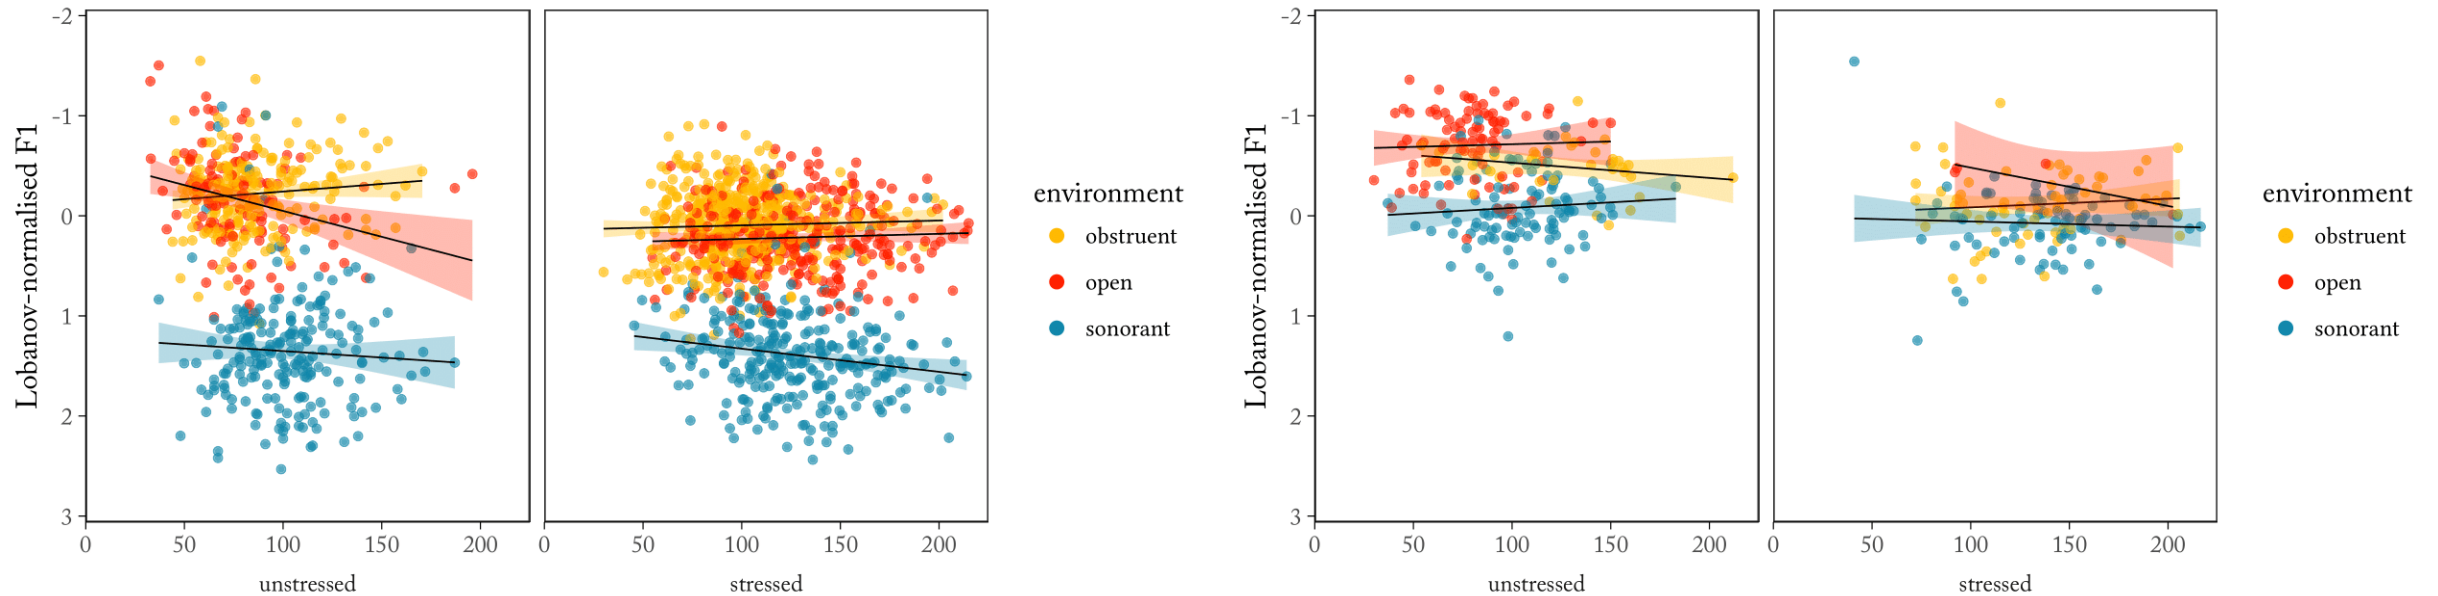 Lobanov-normalised F1
-2
-1
0
1
2
3
0 50 100 150 200
unstressed
0 50 100 150 200
stressed
environment
obstruent
open
sonorant
Lobanov-normalised F1
-2
-1
0
1
2
3
0 50 100 150 200
unstressed
0 50 100 150 200
stressed
environment
obstruent
open
sonorant